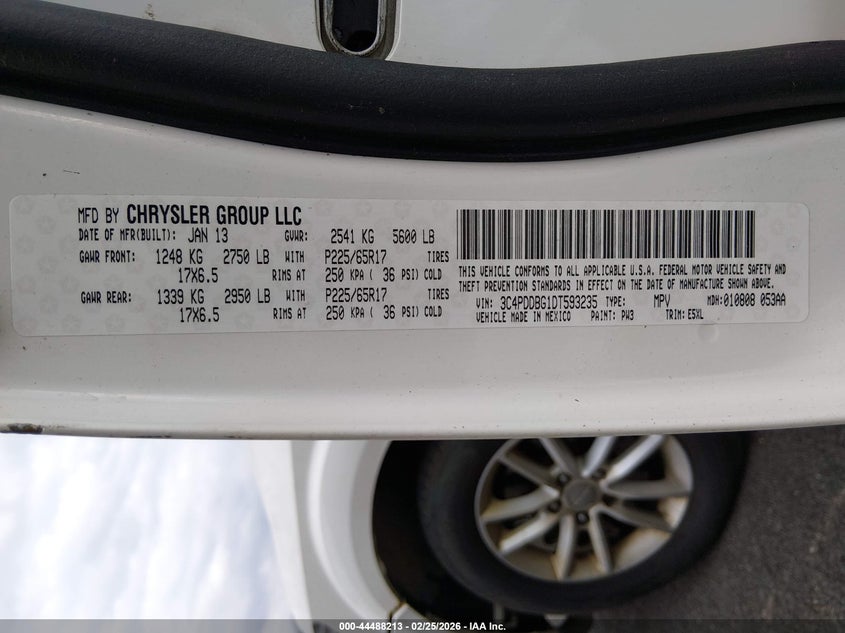 MFD BY CHRYSLER GROUP LLC
DATE OF MFR(BUILT): JAN 13 GVWR: 2541 KG 5600 LB
GAWR FRONT: 1248 KG 2750 LB WITH P225/65R17 TIRES
17X6.5 RIMS AT 250 KPA ( 36 PSI) COLD
GAWR REAR: 1339 KG 2950 LB WITH P225/65R17 TIRES
17X6.5 RIMS AT 250 KPA ( 36 PSI) COLD
THIS VEHICLE CONFORMS TO ALL APPLICABLE U.S.A. FEDERAL MOTOR VEHICLE SAFETY AND
THEFT PREVENTION STANDARDS IN EFFECT ON THE DATE OF MANUFACTURE SHOWN ABOVE.
VIN: 3C4PDDBG1DT593235 TYPE: MPV MDH: 010808 053AA
VEHICLE MADE IN MEXICO PAINT: PW3 TRIM: E5XL
000-44488213 - 02/25/2026 - IAA Inc.